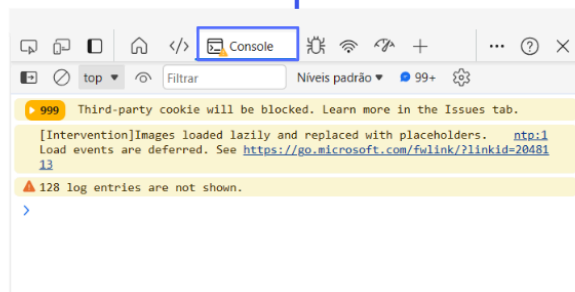 Console
top
Filtrar
Níveis padrão
99+
999 Third-party cookie will be blocked. Learn more in the Issues tab.
[Intervention]Images loaded lazily and replaced with placeholders. ntp:1
Load events are deferred. See https://go.microsoft.com/fwlink/?linkid=20481
13
128 log entries are not shown.